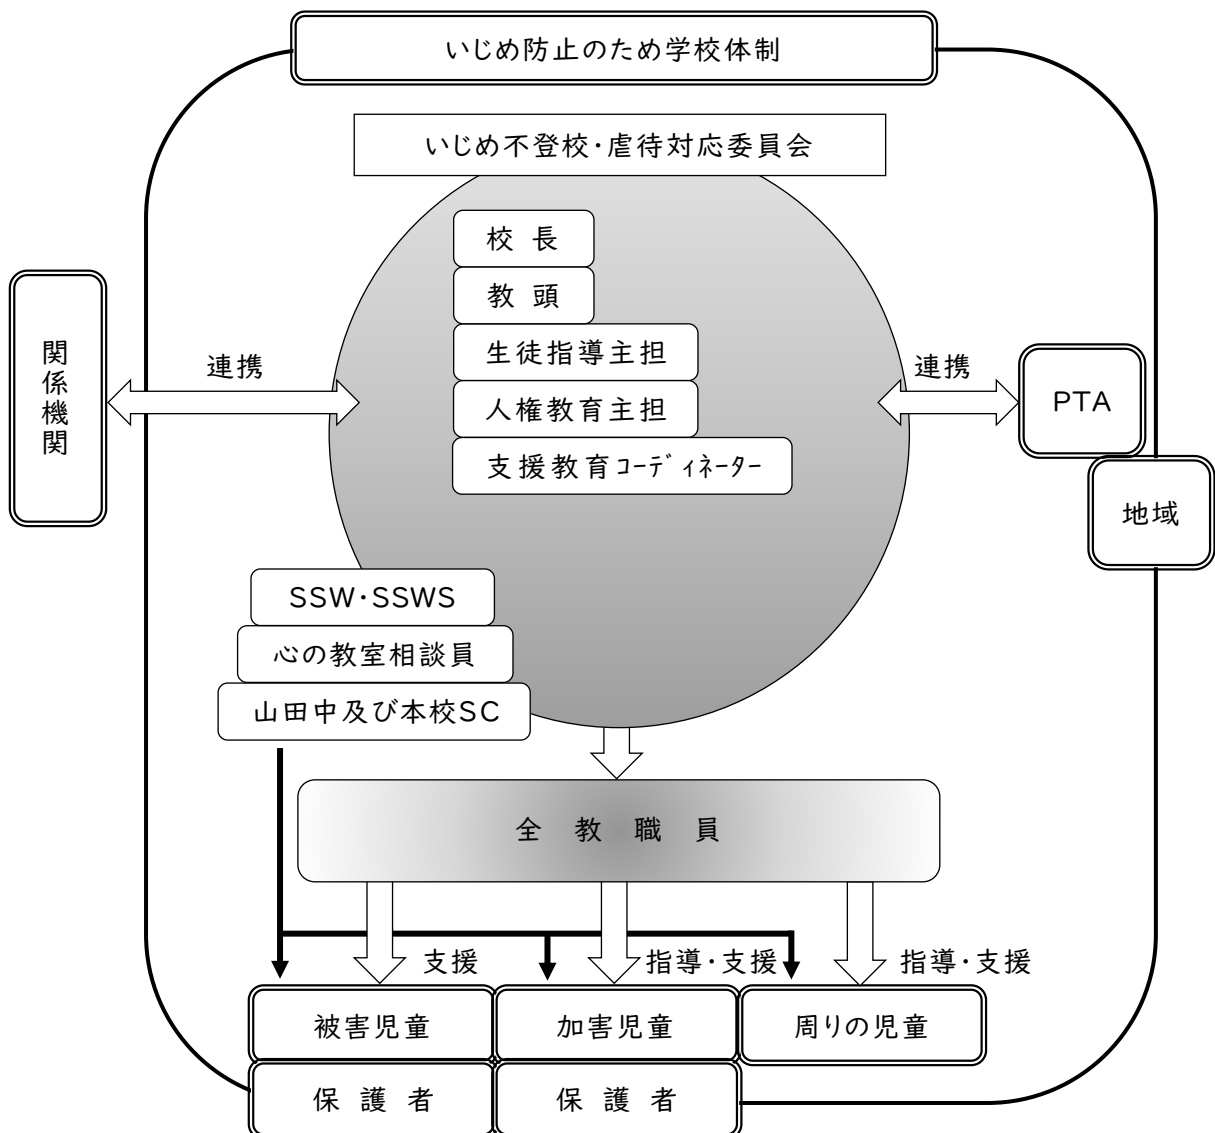 いじめ防止のため学校体制
いじめ不登校・虐待対応委員会
校 長
教 頭
生徒指導主担
人権教育主担
支援教育ｺｰﾃﾞｨﾈｰﾀｰ
関係機関
連携
連携
PTA
地域
SSW・SSWS
心の教室相談員
山田中及び本校SC
全 教 職 員
支援
指導・支援
指導・支援
被害児童
加害児童
周りの児童
保 護 者
保 護 者